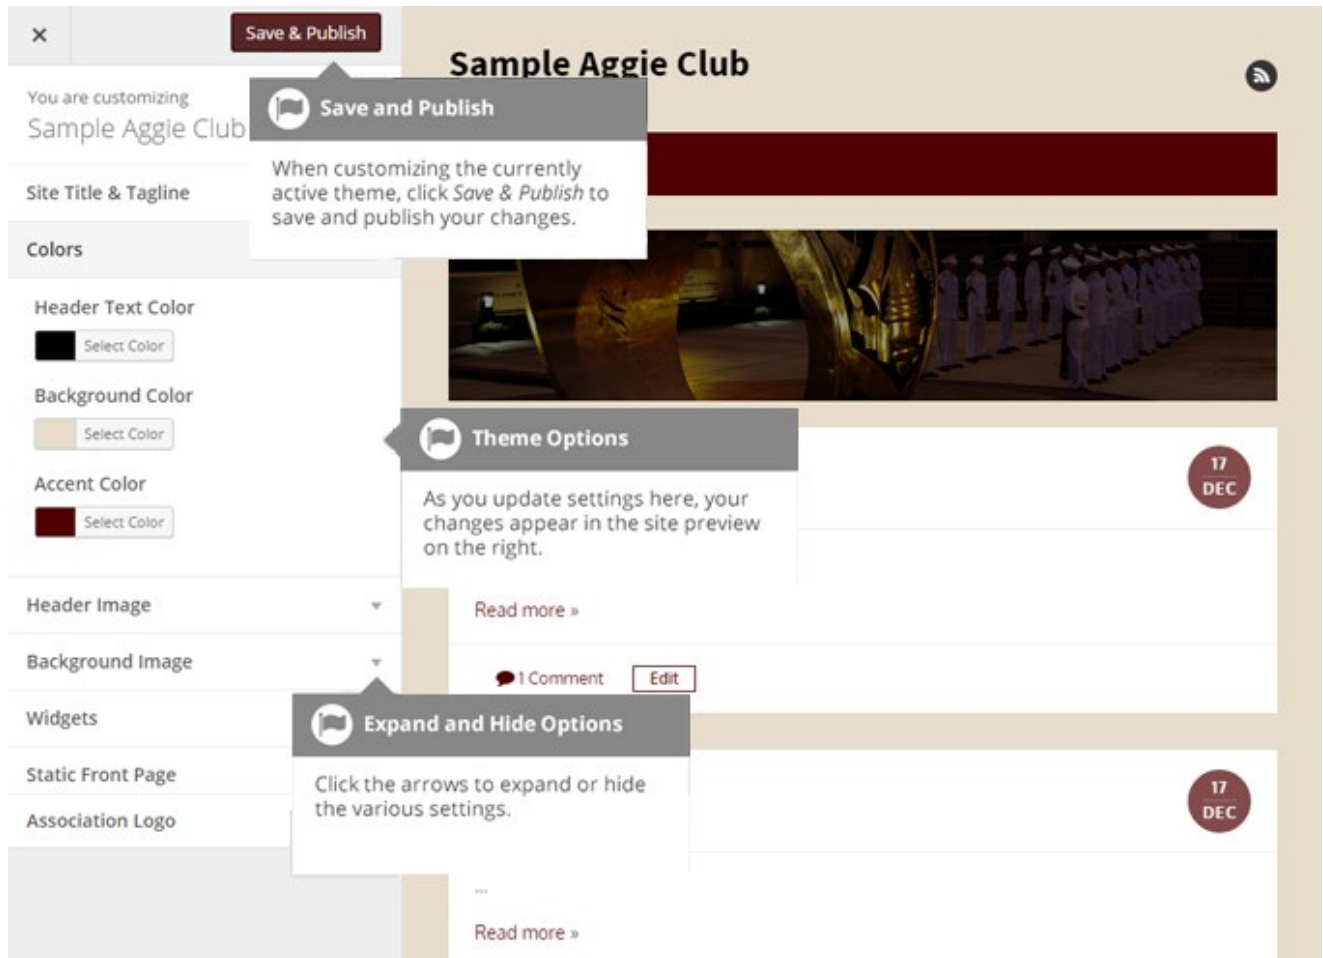 Save & Publish
You are customizing
Sample Aggie Club
Site Title & Tagline
Colors
Header Text Color
Select Color
Background Color
Select Color
Accent Color
Select Color
Header Image
Background Image
Widgets
Static Front Page
Association Logo
Save and Publish
When customizing the currently
active theme, click Save & Publish to
save and publish your changes.
Theme Options
As you update settings here, your
changes appear in the site preview
on the right.
Expand and Hide Options
Click the arrows to expand or hide
the various settings.
Sample Aggie Club
17
DEC
Read more »
1 Comment
Edit
17
DEC
...
Read more »